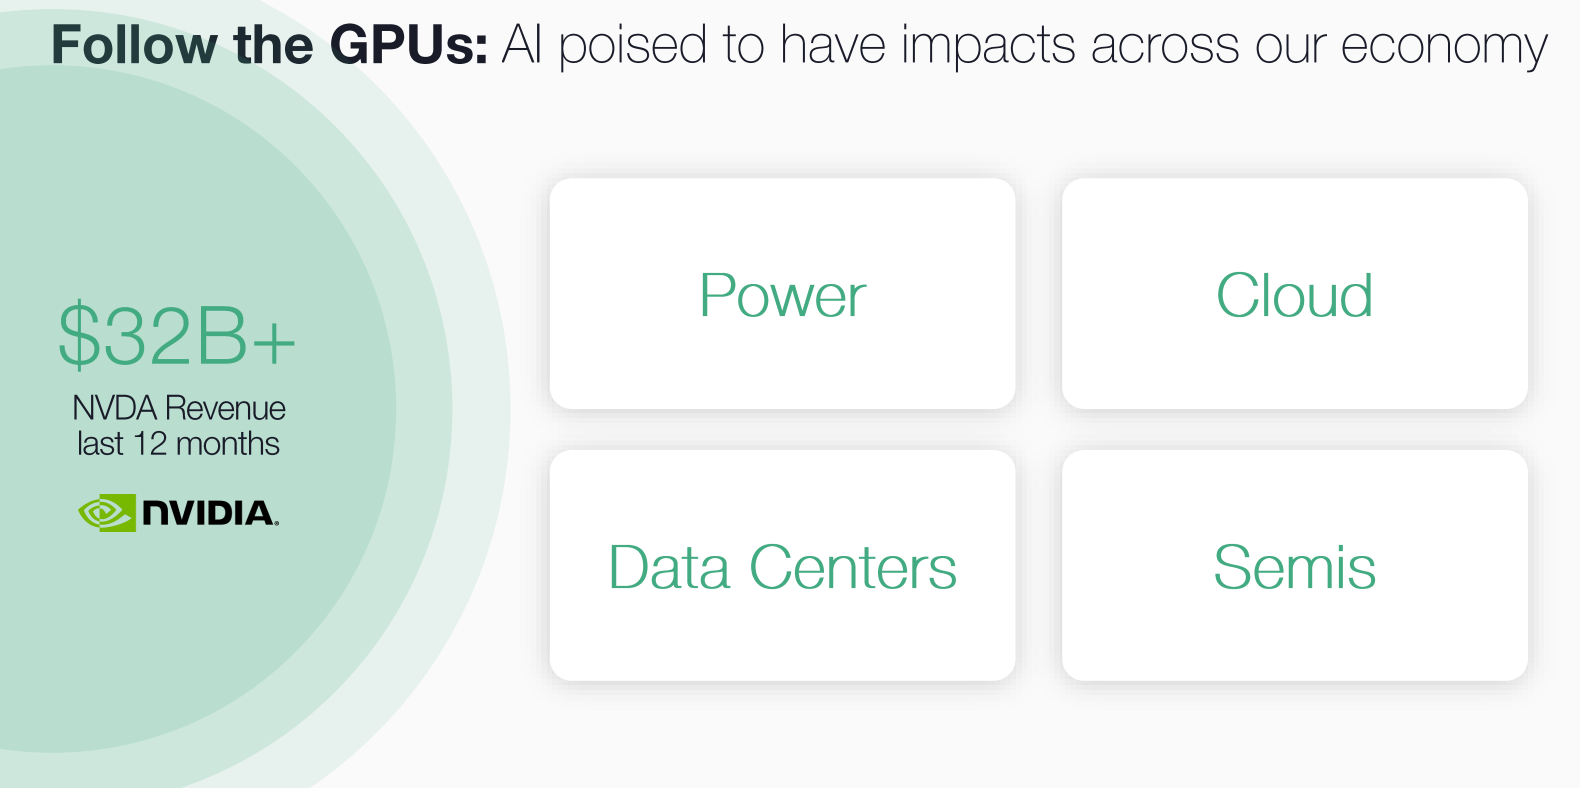 Follow the GPUs: AI poised to have impacts across our economy
$32B+
NVDA Revenue
last 12 months
NVIDIA.
Power
Cloud
Data Centers
Semis